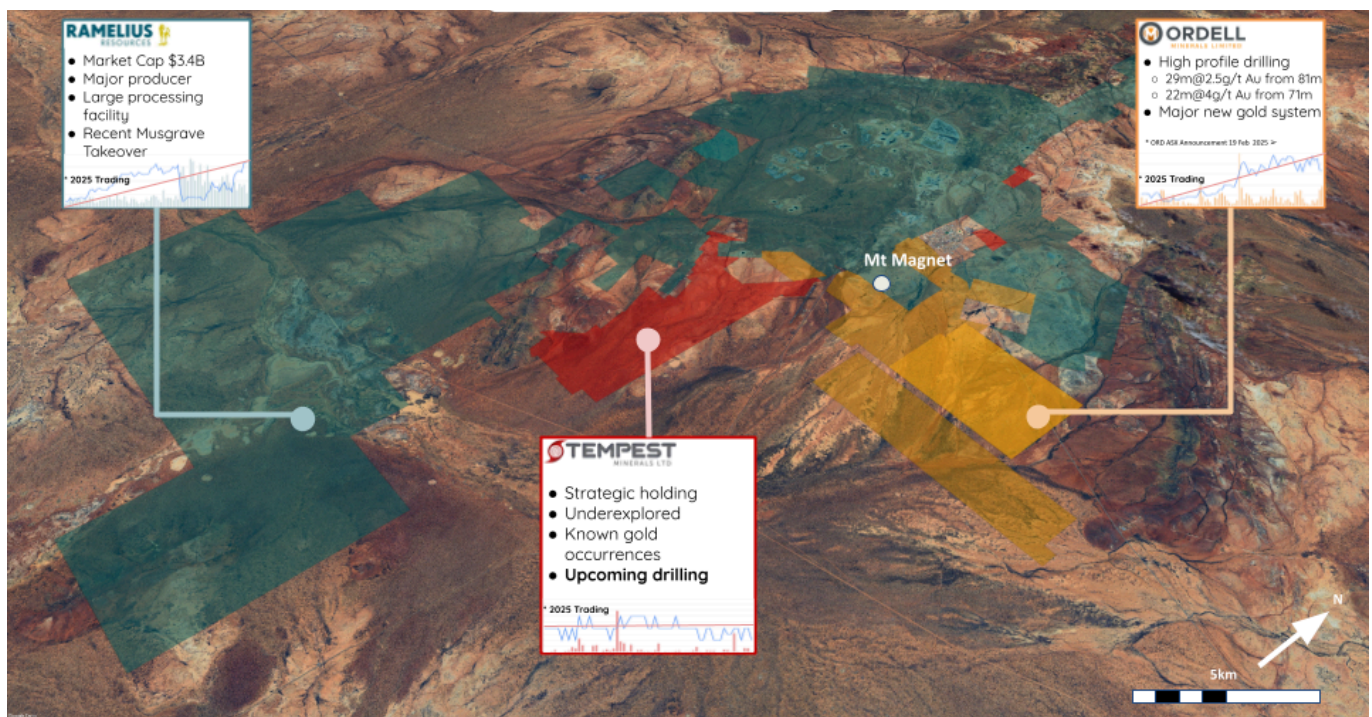 RAMELIUS
RESOURCES
● Market Cap $3.4B
● Major producer
● Large processing
facility
● Recent Musgrave
Takeover
* 2025 Trading
ORDELL
MINERALS LIMITED
● High profile drilling
○ 29m@2.5g/t Au from 81m
○ 22m@4g/t Au from 71m
● Major new gold system
* ORD ASX Announcement 19 Feb 2025
* 2025 Trading
Mt Magnet
TEMPEST
MINERALS LTD
● Strategic holding
● Underexplored
● Known gold
occurrences
● Upcoming drilling
* 2025 Trading
N
5km